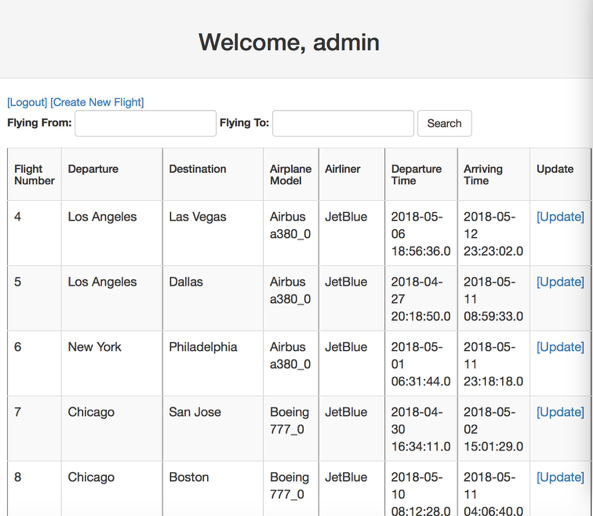 Welcome, admin
[Logout] [Create New Flight]
Flying From: Flying To: Search
Flight Number Departure Destination Airplane Model Airliner Departure Time Arriving Time Update
4 Los Angeles Las Vegas Airbus a380_0 JetBlue 2018-05-06 18:56:36.0 2018-05-12 23:23:02.0 [Update]
5 Los Angeles Dallas Airbus a380_0 JetBlue 2018-04-27 20:18:50.0 2018-05-11 08:59:33.0 [Update]
6 New York Philadelphia Airbus a380_0 JetBlue 2018-05-01 06:31:44.0 2018-05-11 23:18:18.0 [Update]
7 Chicago San Jose Boeing 777_0 JetBlue 2018-04-30 16:34:11.0 2018-05-02 15:01:29.0 [Update]
8 Chicago Boston Boeing 777_0 JetBlue 2018-05-10 08:12:28.0 2018-05-11 04:06:40.0 [Update]